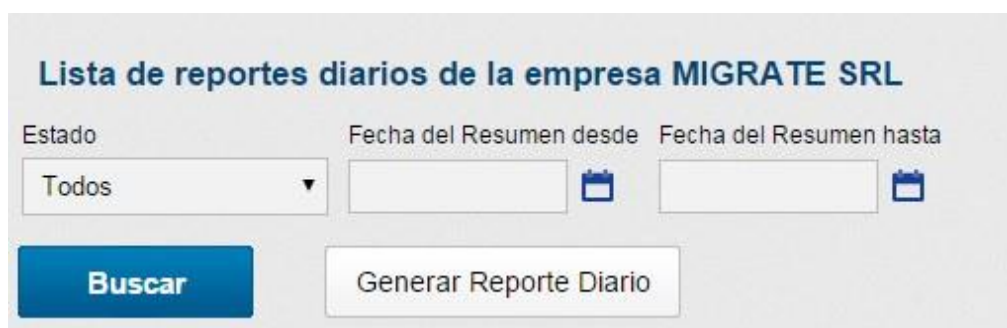 Lista de reportes diarios de la empresa MIGRATE SRL
Estado Fecha del Resumen desde Fecha del Resumen hasta
Todos
Buscar Generar Reporte Diario